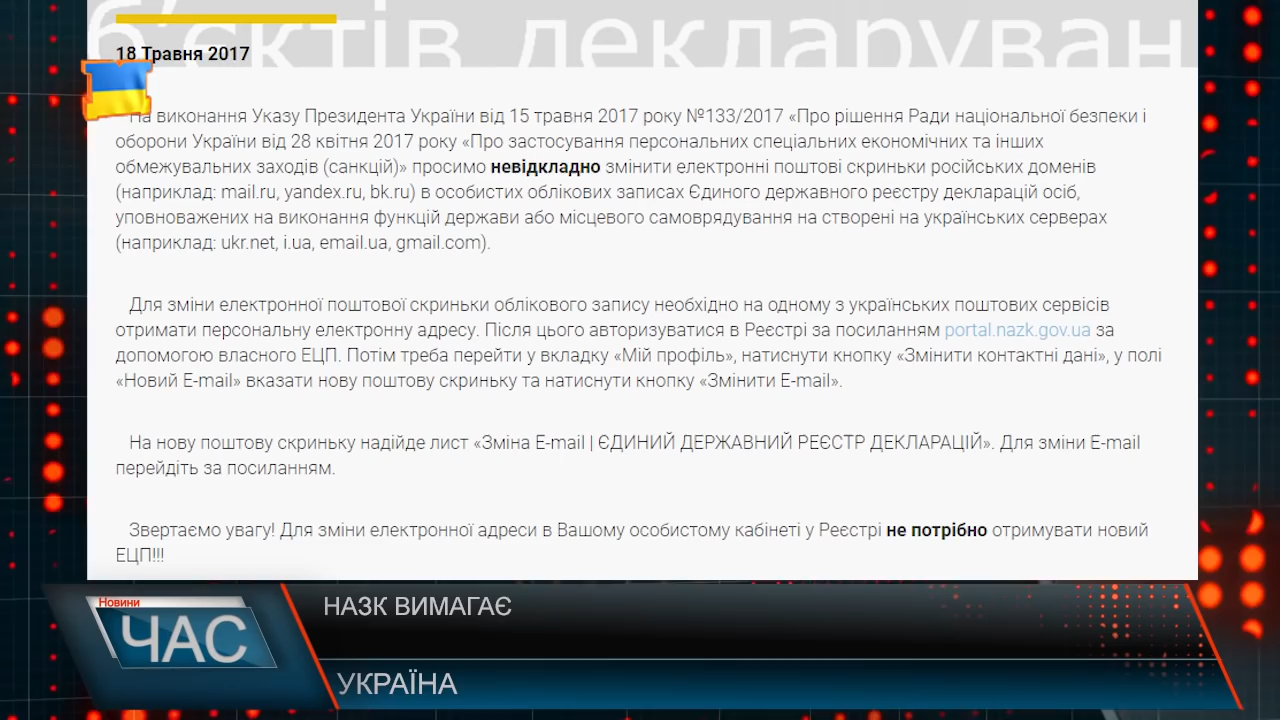 б’єктів декларуван
18 Травня 2017
На виконання Указу Президента України від 15 травня 2017 року №133/2017 «Про рішення Ради національної безпеки і
оборони України від 28 квітня 2017 року «Про застосування персональних спеціальних економічних та інших
обмежувальних заходів (санкцій)» просимо невідкладно змінити електронні поштові скриньки російських доменів
(наприклад: mail.ru, yandex.ru, bk.ru) в особистих облікових записах Єдиного державного реєстру декларацій осіб,
уповноважених на виконання функцій держави або місцевого самоврядування на створені на українських серверах
(наприклад: ukr.net, i.ua, email.ua, gmail.com).
Для зміни електронної поштової скриньки облікового запису необхідно на одному з українських поштових сервісів
отримати персональну електронну адресу. Після цього авторизуватися в Реєстрі за посиланням portal.nazk.gov.ua за
допомогою власного ЕЦП. Потім треба перейти у вкладку «Мій профіль», натиснути кнопку «Змінити контактні дані», у полі
«Новий E-mail» вказати нову поштову скриньку та натиснути кнопку «Змінити E-mail».
На нову поштову скриньку надійде лист «Зміна E-mail | ЄДИНИЙ ДЕРЖАВНИЙ РЕЄСТР ДЕКЛАРАЦІЙ». Для зміни E-mail
перейдіть за посиланням.
Звертаємо увагу! Для зміни електронної адреси в Вашому особистому кабінеті у Реєстрі не потрібно отримувати новий
ЕЦП!!!
Новини
ЧАС
НАЗК ВИМАГАЄ
УКРАЇНА